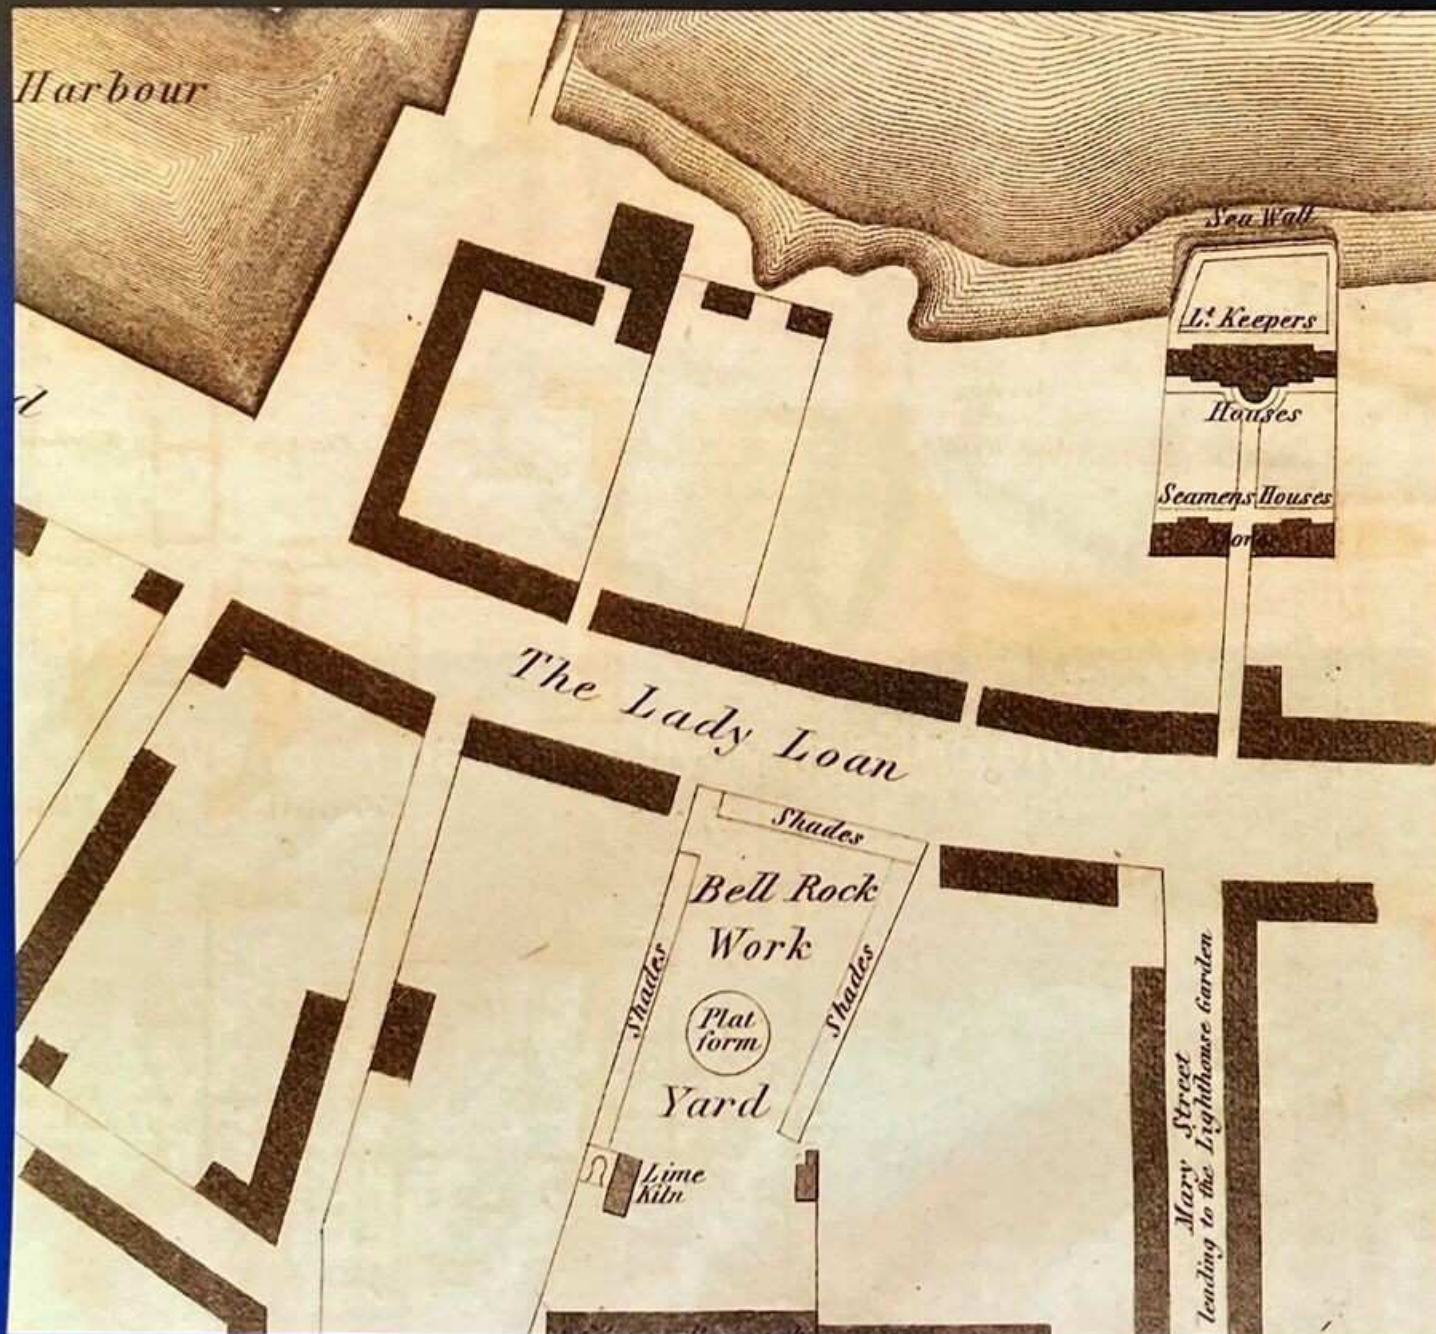 Harbour
Sea Wall
Lt. Keepers
Houses
Seamens Houses
The Lady Loan
Shades
Bell Rock
Work
Shades
Shades
Plat
form
Yard
Lime
Kiln
Mary Street
leading to the Lighthouse Garden